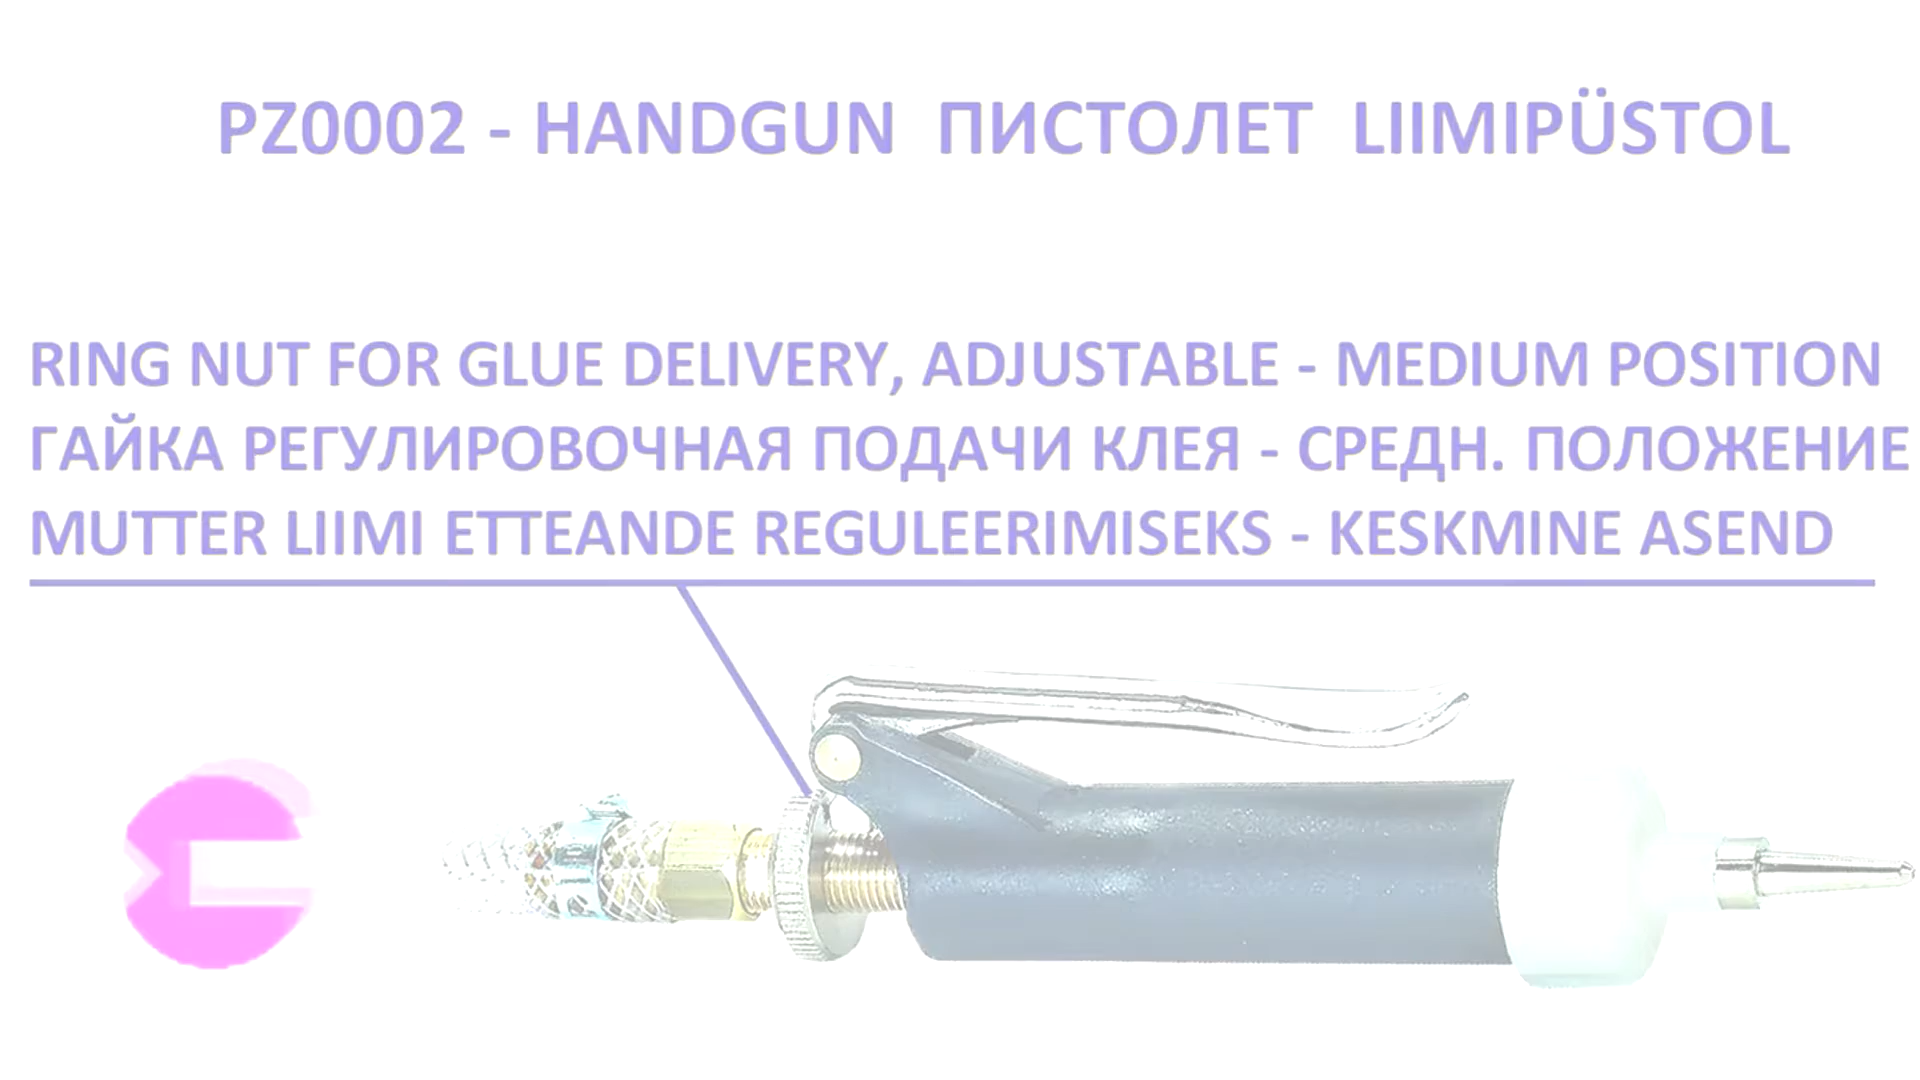 PZ0002 - HANDGUN ПИСТОЛЕТ LIIMIPÜSTOL
RING NUT FOR GLUE DELIVERY, ADJUSTABLE - MEDIUM POSITION
ГАЙКА РЕГУЛИРОВОЧНАЯ ПОДАЧИ КЛЕЯ - СРЕДН. ПОЛОЖЕНИЕ
MUTTER LIIMI ETTEANDE REGULEERIMISEKS - KESKMINE ASEND